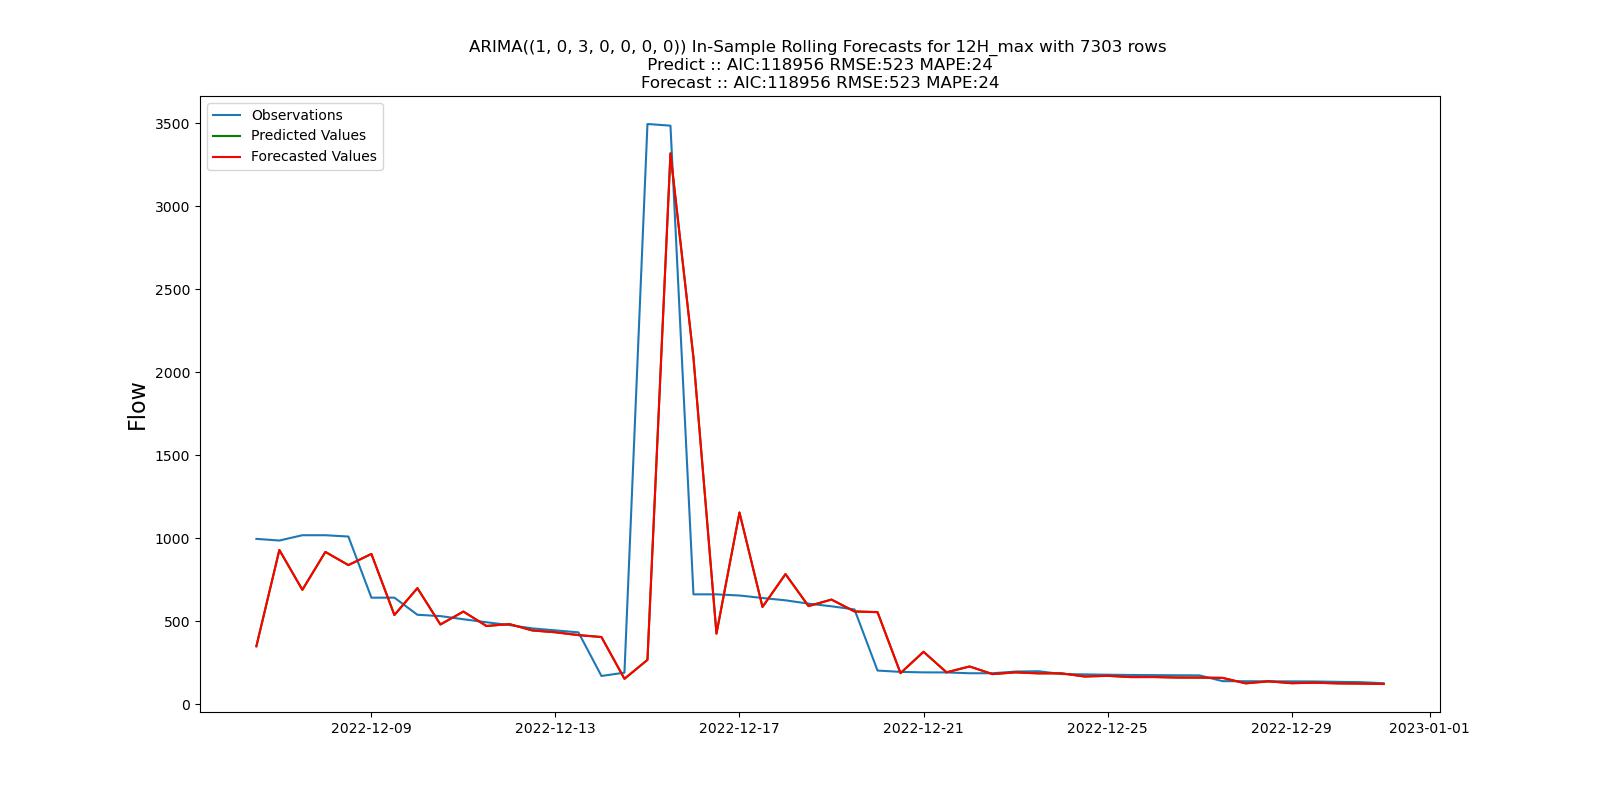 ARIMA((1, 0, 3, 0, 0, 0, 0)) In-Sample Rolling Forecasts for 12H_max with 7303 rows
Predict :: AIC:118956 RMSE:523 MAPE:24
Forecast :: AIC:118956 RMSE:523 MAPE:24
Observations
Predicted Values
Forecasted Values
3500
3000
2500
2000
1500
1000
500
0
Flow
2022-12-09
2022-12-13
2022-12-17
2022-12-21
2022-12-25
2022-12-29
2023-01-01